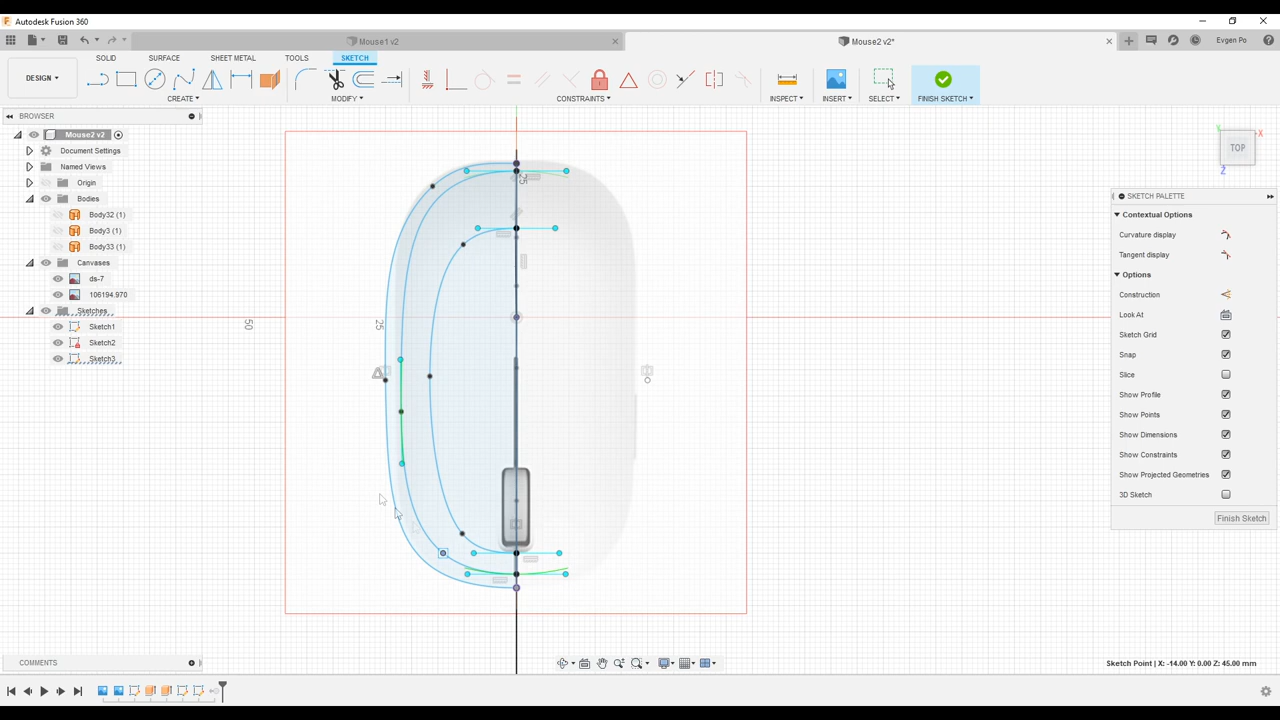 Autodesk Fusion 360
Mouse1 v2
Mouse2 v2*
Evgen Po
DESIGN
SOLID SURFACE SHEET METAL TOOLS SKETCH
CREATE MODIFY CONSTRAINTS INSPECT INSERT SELECT FINISH SKETCH
BROWSER
Mouse2 v2
Document Settings
Named Views
Origin
Bodies
Body32 (1)
Body3 (1)
Body33 (1)
Canvases
ds-7
106194.970
Sketches
Sketch1
Sketch2
Sketch3
25
50
25
TOP
Y
X
Z
SKETCH PALETTE
Contextual Options
Curvature display
Tangent display
Options
Construction
Look At
Sketch Grid
Snap
Slice
Show Profile
Show Points
Show Dimensions
Show Constraints
Show Projected Geometries
3D Sketch
Finish Sketch
COMMENTS
Sketch Point | X: -14.00 Y: 0.00 Z: 45.00 mm